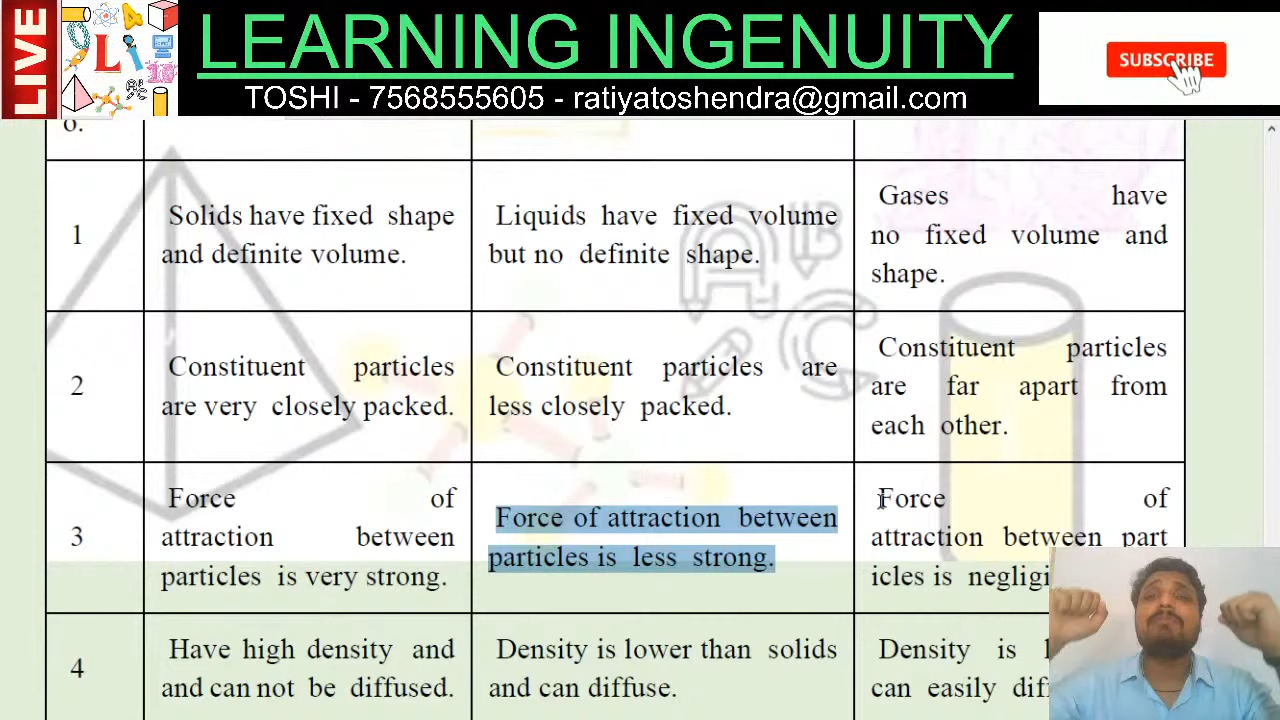 LIVE
LEARNING INGENUITY
TOSHI - 7568555605 - ratiyatoshendra@gmail.com
SUBSCRIBE
o.
1
Solids have fixed shape
and definite volume.
Liquids have fixed volume
but no definite shape.
Gases have
no fixed volume and
shape.
2
Constituent particles
are very closely packed.
Constituent particles are
less closely packed.
Constituent particles
are far apart from
each other.
3
Force of
attraction between
particles is very strong.
Force of attraction between
particles is less strong.
Force of
attraction between part
icles is
4
Have high density and
and can not be diffused.
Density is lower than solids
and can diffuse.
Density is
can easily